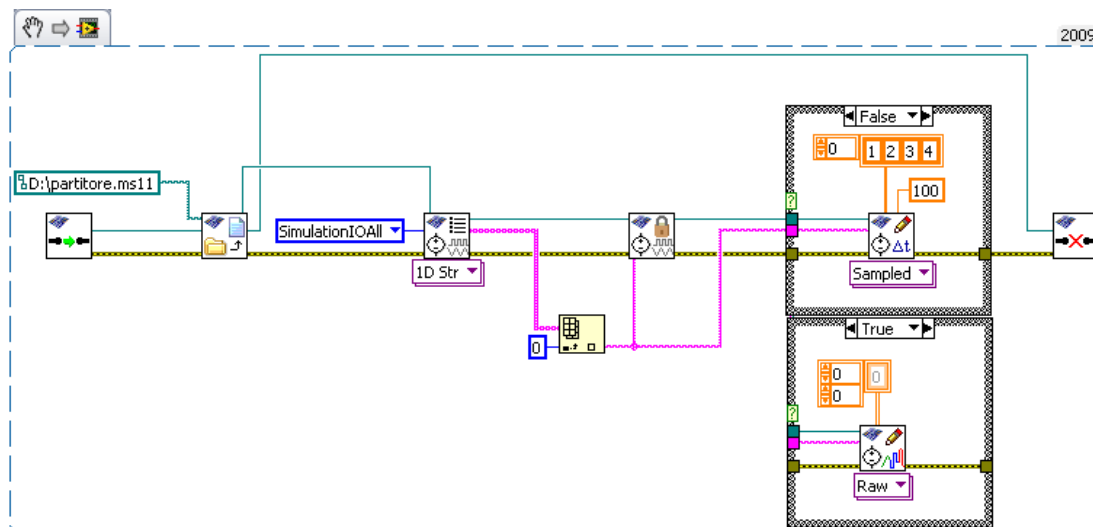 2009
False
0 1 2 3 4
100
D:\partitore.ms11
SimulationIOAll
1D Str
Δt
Sampled
0
True
0 0
0
Raw